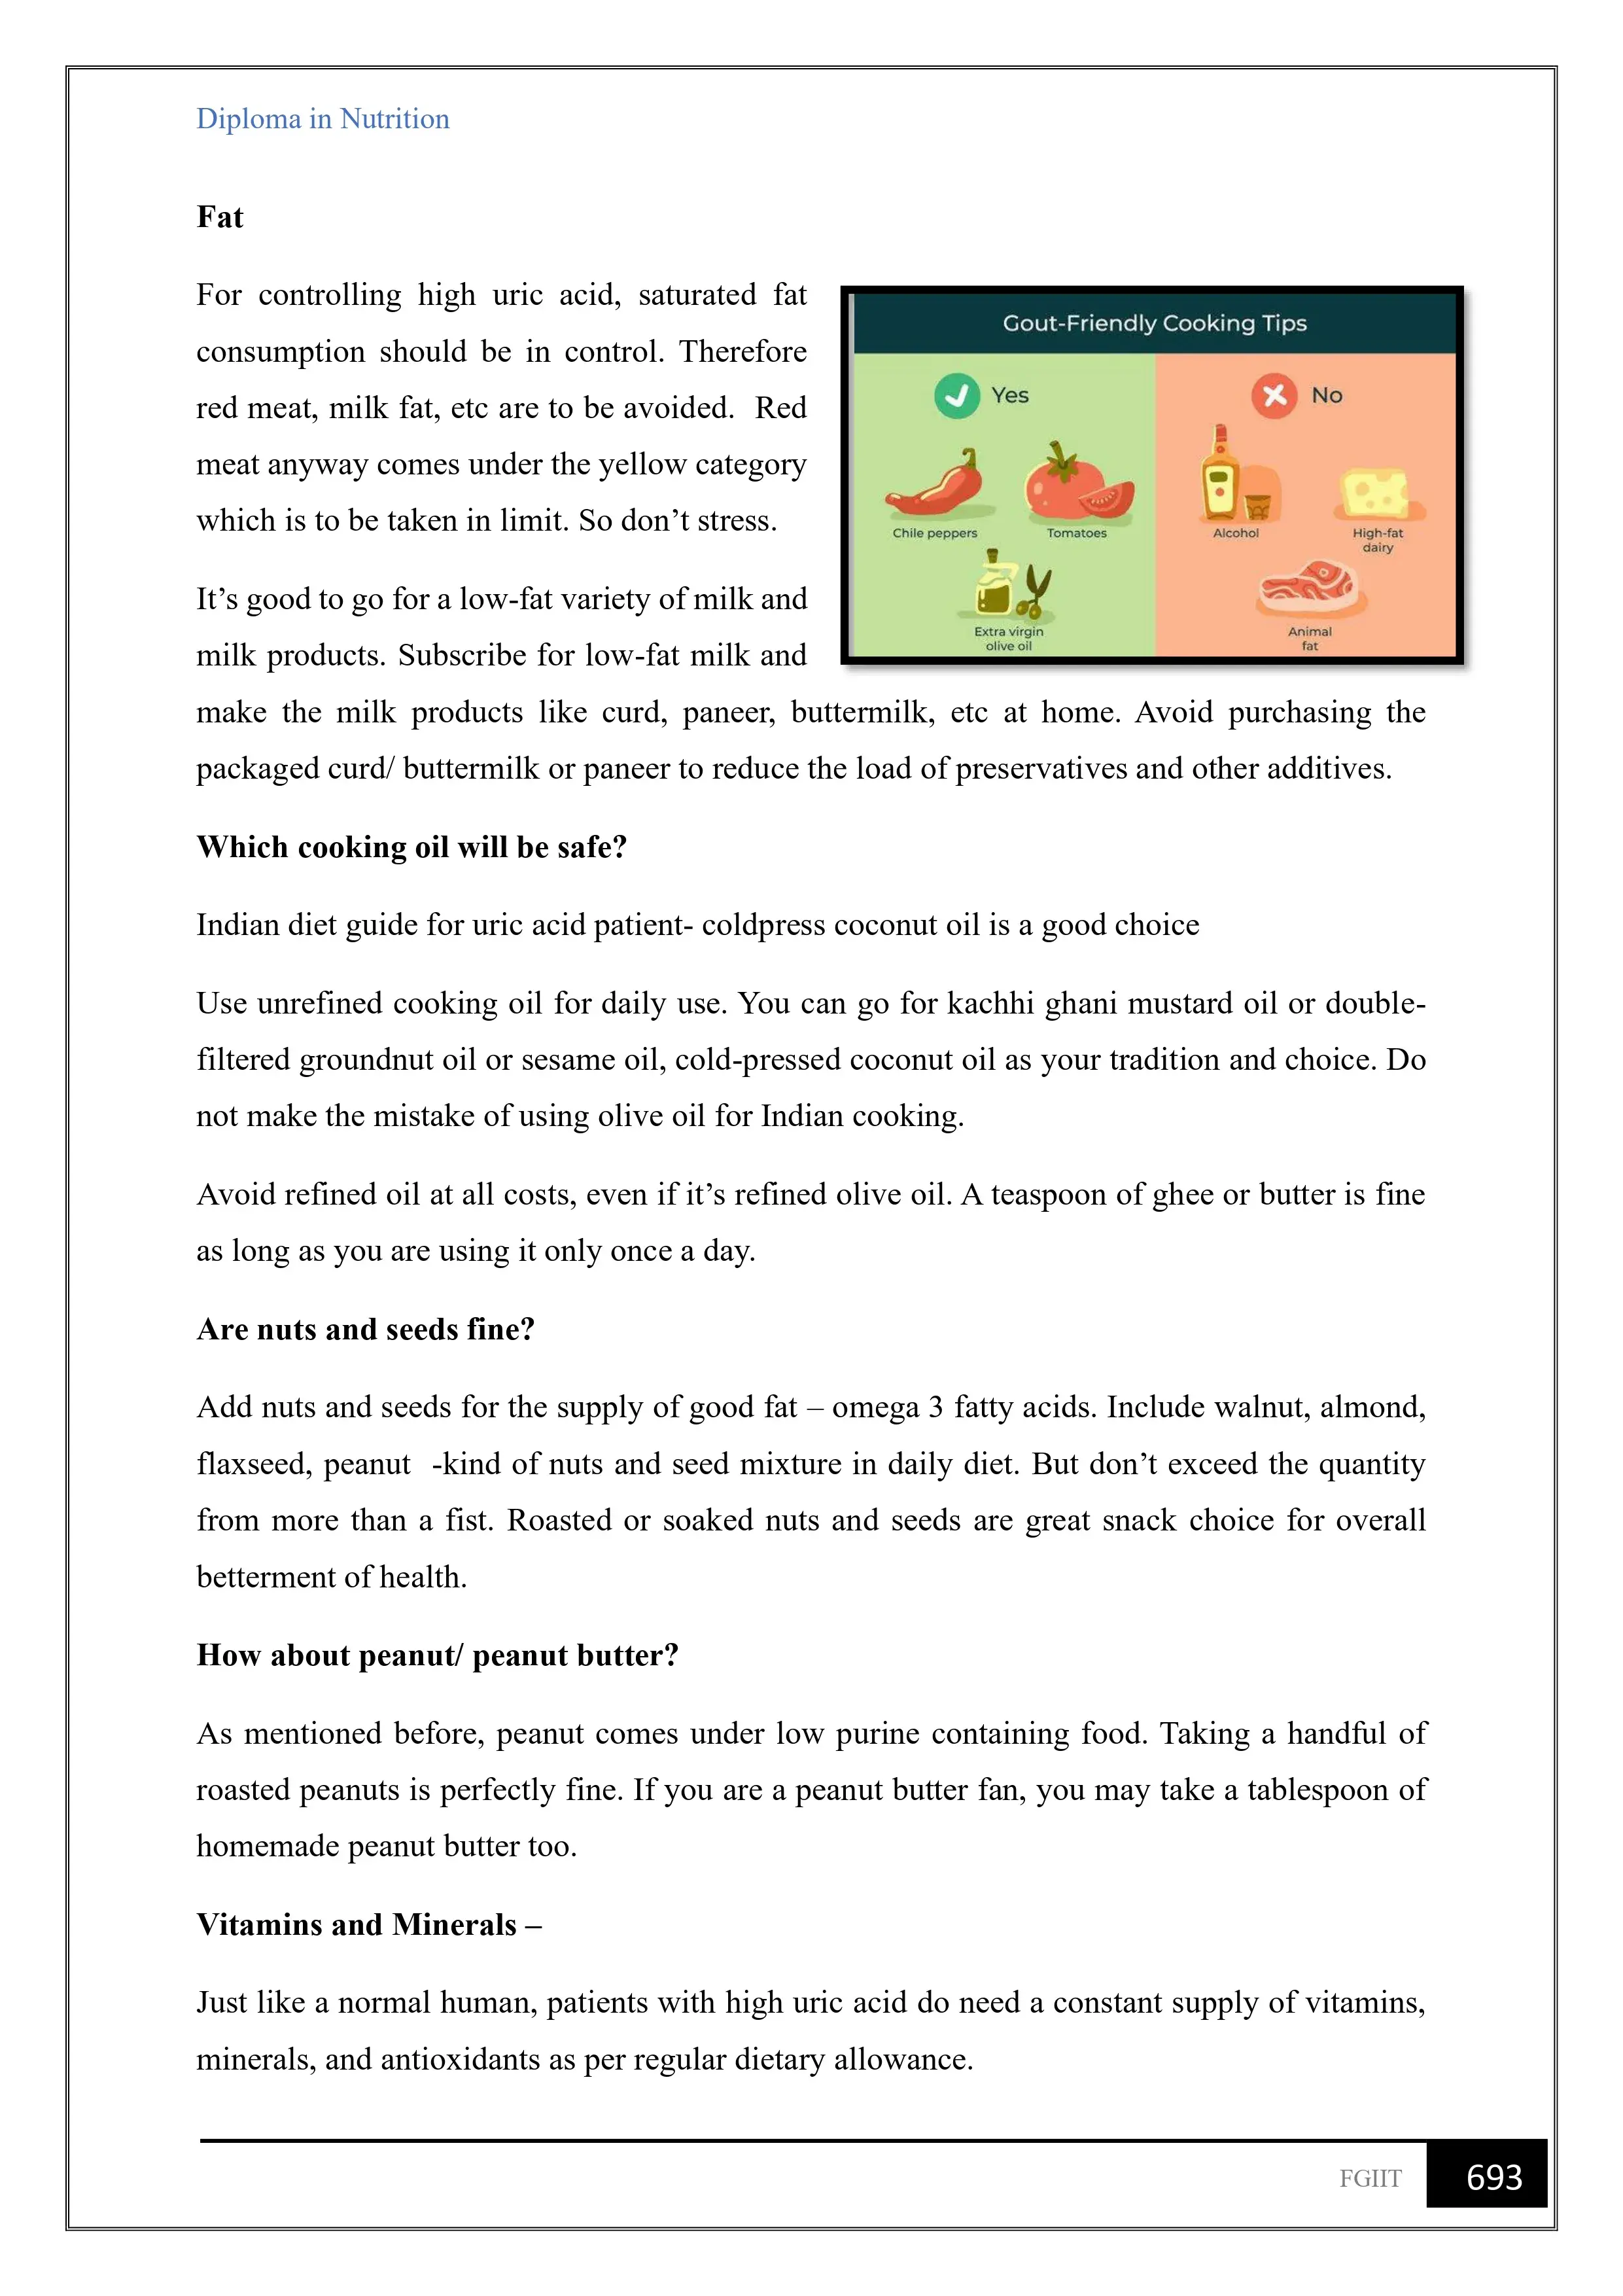 Diploma in Nutrition
Fat
For controlling high uric acid, saturated fat
consumption should be in control. Therefore
red meat, milk fat, etc are to be avoided.  Red
meat anyway comes under the yellow category
which is to be taken in limit. So don’t stress.
Gout-Friendly Cooking Tips
Yes
No
Chile peppers
Tomatoes
Alcohol
High-fat
dairy
Extra virgin
olive oil
Animal
fat
It’s good to go for a low-fat variety of milk and
milk products. Subscribe for low-fat milk and
make the milk products like curd, paneer, buttermilk, etc at home. Avoid purchasing the
packaged curd/ buttermilk or paneer to reduce the load of preservatives and other additives.
Which cooking oil will be safe?
Indian diet guide for uric acid patient- coldpress coconut oil is a good choice
Use unrefined cooking oil for daily use. You can go for kachhi ghani mustard oil or double-
filtered groundnut oil or sesame oil, cold-pressed coconut oil as your tradition and choice. Do
not make the mistake of using olive oil for Indian cooking.
Avoid refined oil at all costs, even if it’s refined olive oil. A teaspoon of ghee or butter is fine
as long as you are using it only once a day.
Are nuts and seeds fine?
Add nuts and seeds for the supply of good fat – omega 3 fatty acids. Include walnut, almond,
flaxseed, peanut  -kind of nuts and seed mixture in daily diet. But don’t exceed the quantity
from more than a fist. Roasted or soaked nuts and seeds are great snack choice for overall
betterment of health.
How about peanut/ peanut butter?
As mentioned before, peanut comes under low purine containing food. Taking a handful of
roasted peanuts is perfectly fine. If you are a peanut butter fan, you may take a tablespoon of
homemade peanut butter too.
Vitamins and Minerals –
Just like a normal human, patients with high uric acid do need a constant supply of vitamins,
minerals, and antioxidants as per regular dietary allowance.
FGIIT
693